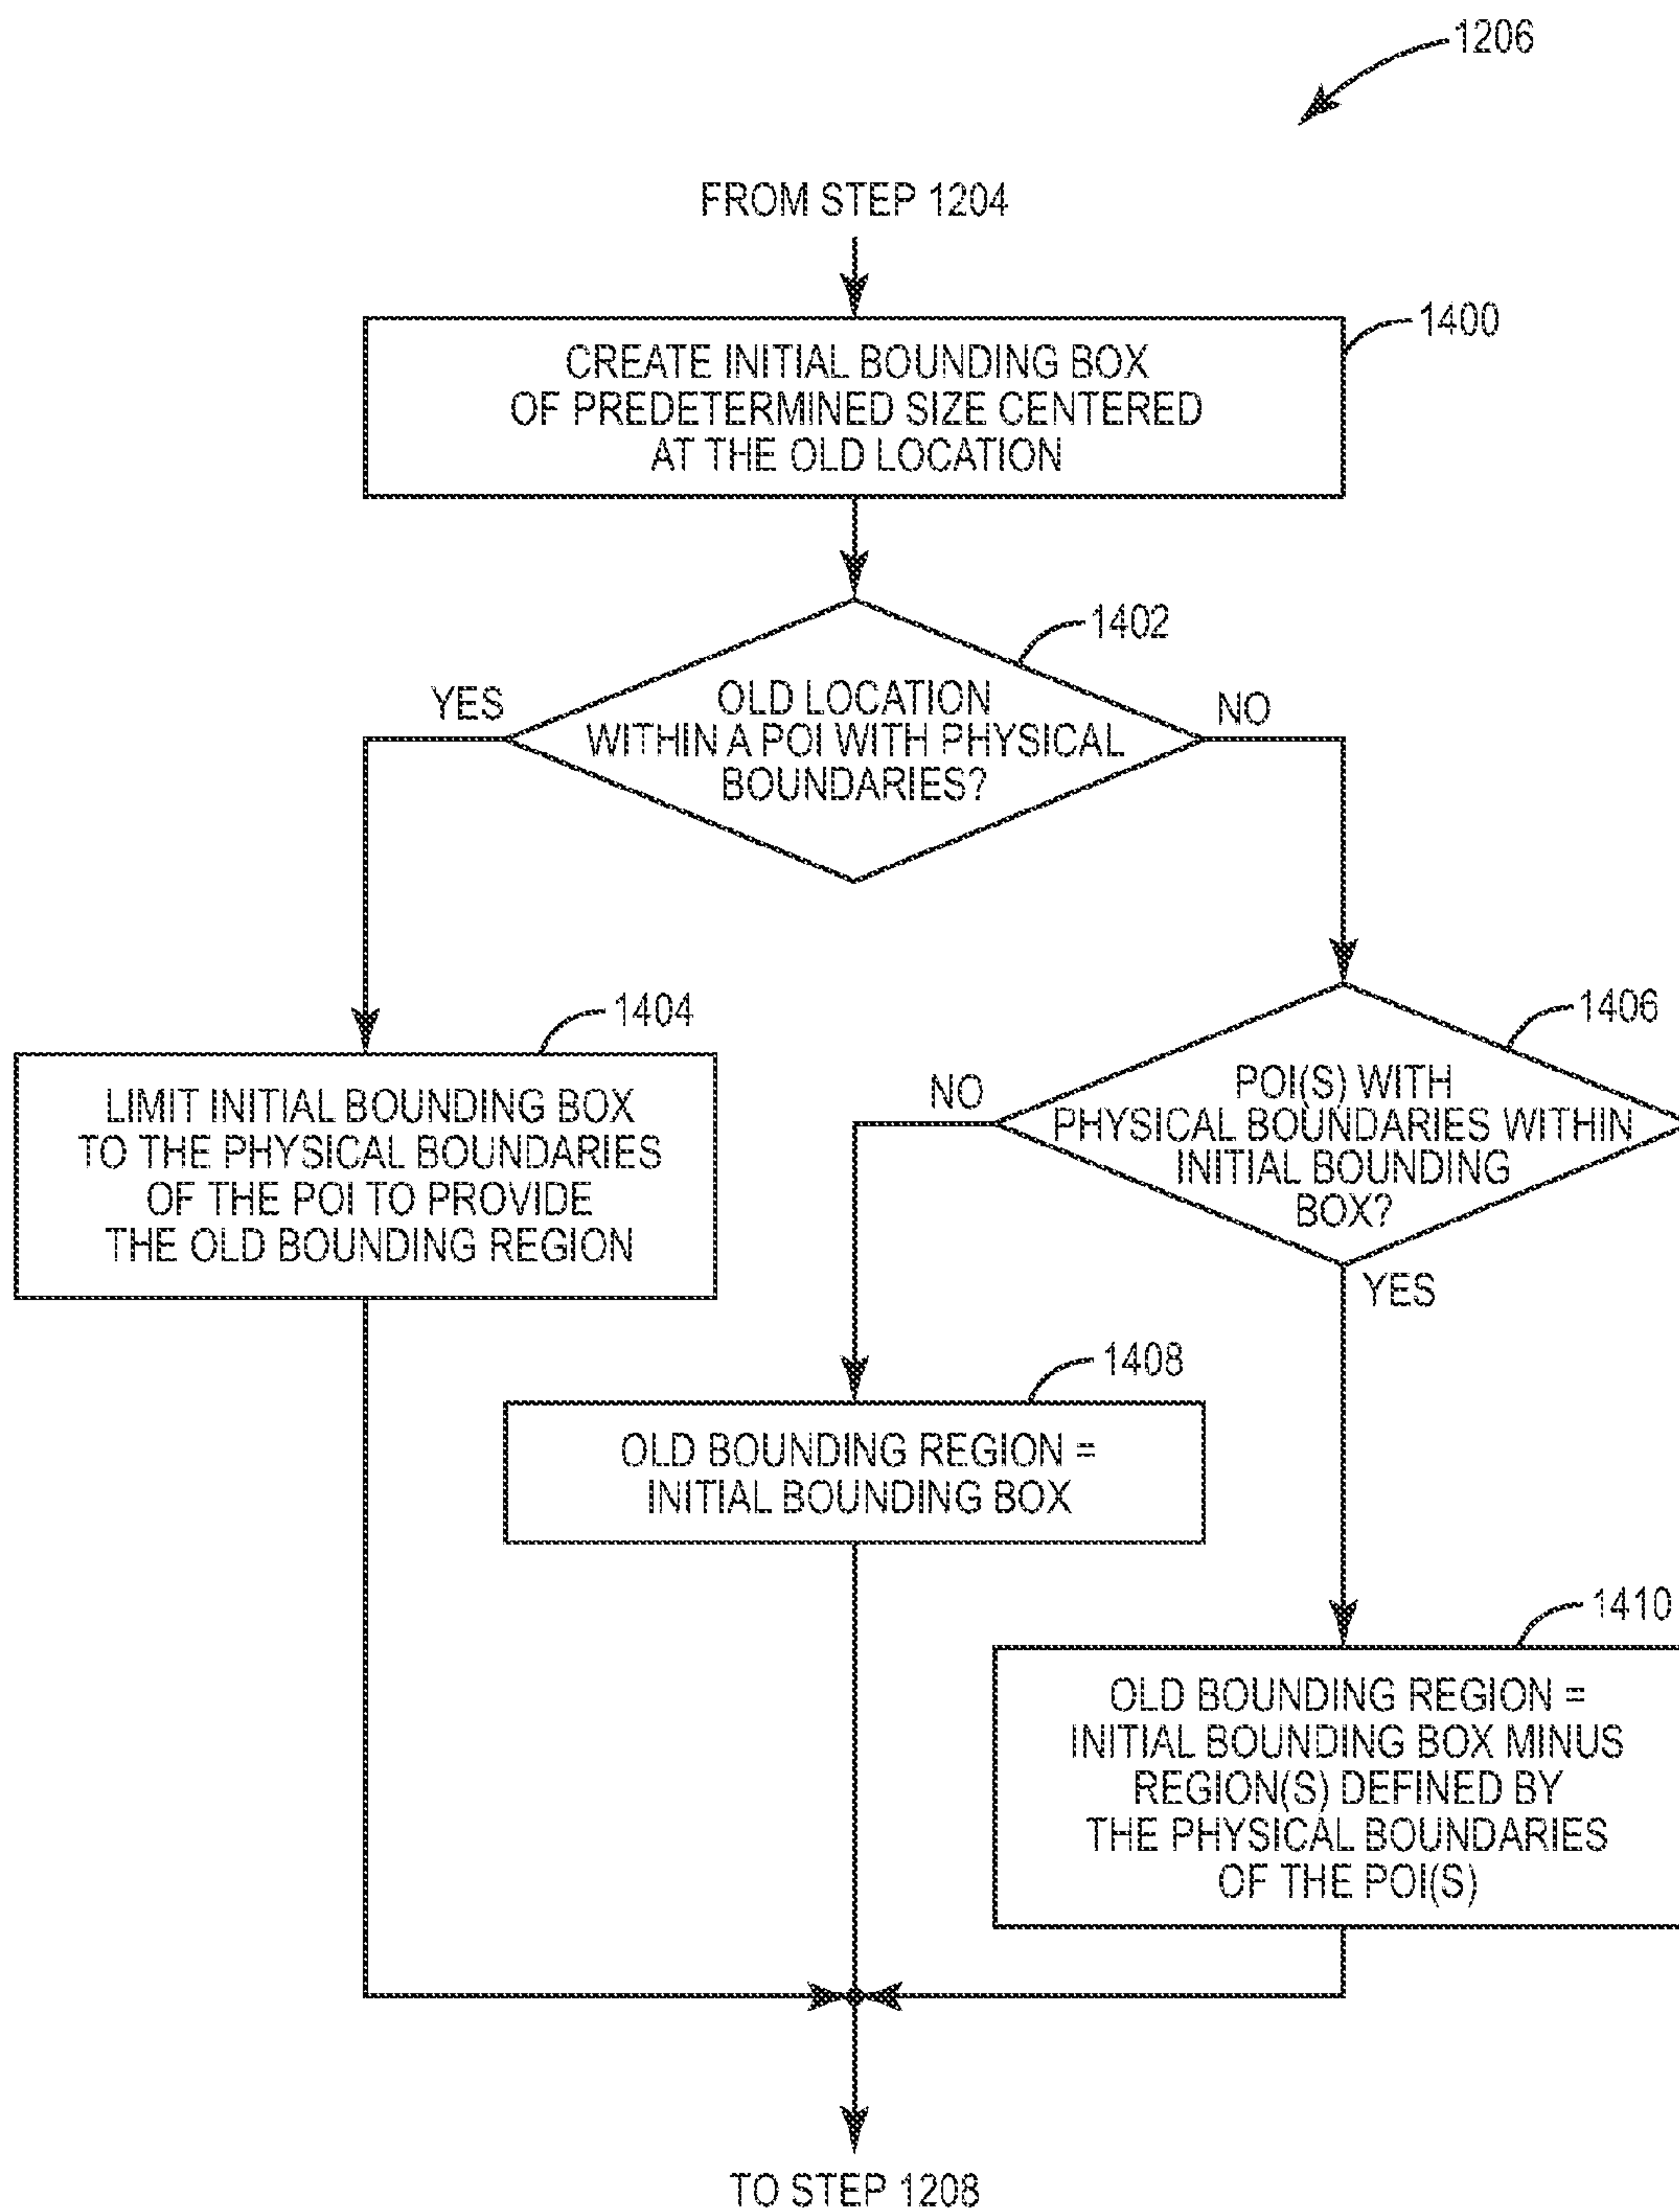 1206
FROM STEP 1204
1400
CREATE INITIAL BOUNDING BOX
OF PREDETERMINED SIZE CENTERED
AT THE OLD LOCATION
1402
YES
OLD LOCATION
WITHIN A POI WITH PHYSICAL
BOUNDARIES?
NO
1404
LIMIT INITIAL BOUNDING BOX
TO THE PHYSICAL BOUNDARIES
OF THE POI TO PROVIDE
THE OLD BOUNDING REGION
1406
NO
POI(S) WITH
PHYSICAL BOUNDARIES WITHIN
INITIAL BOUNDING
BOX?
YES
1408
OLD BOUNDING REGION =
INITIAL BOUNDING BOX
1410
OLD BOUNDING REGION =
INITIAL BOUNDING BOX MINUS
REGION(S) DEFINED BY
THE PHYSICAL BOUNDARIES
OF THE POI(S)
TO STEP 1208